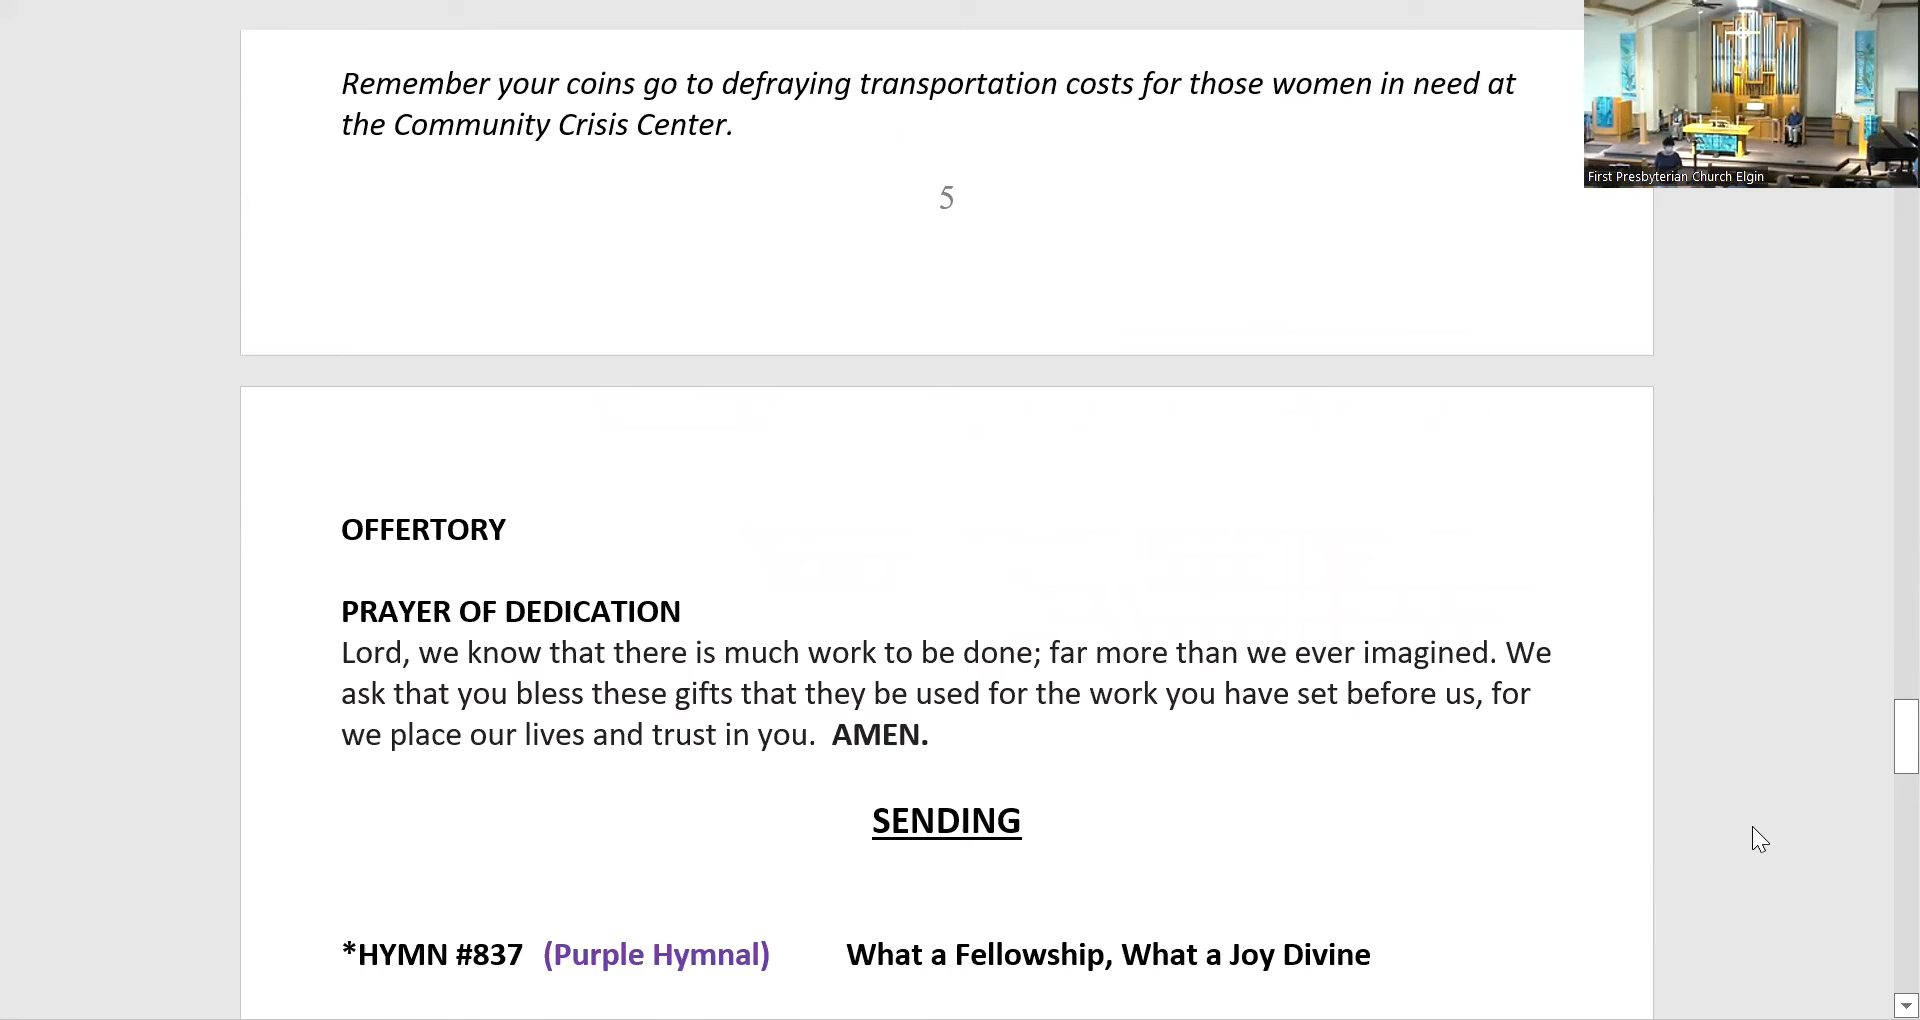 Remember your coins go to defraying transportation costs for those women in need at
the Community Crisis Center.
First Presbyterian Church Elgin
5
OFFERTORY
PRAYER OF DEDICATION
Lord, we know that there is much work to be done; far more than we ever imagined. We
ask that you bless these gifts that they be used for the work you have set before us, for
we place our lives and trust in you. AMEN.
SENDING
*HYMN #837 (Purple Hymnal) What a Fellowship, What a Joy Divine